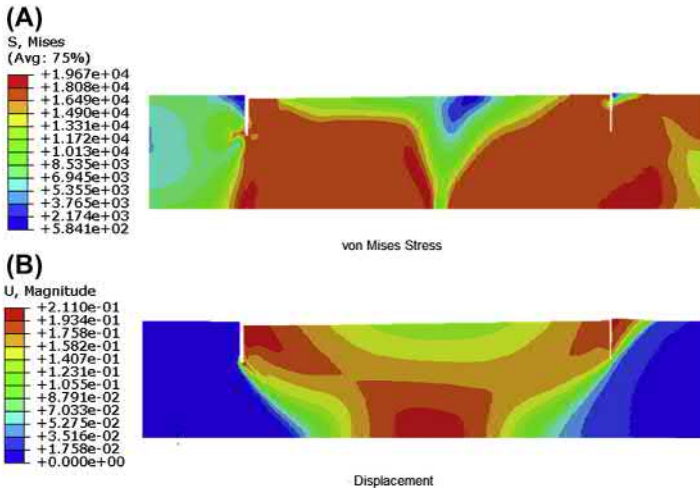 (A)
S, Mises
(Avg: 75%)
+1.967e+04
+1.808e+04
+1.649e+04
+1.490e+04
+1.331e+04
+1.172e+04
+1.013e+04
+8.535e+03
+6.945e+03
+5.355e+03
+3.765e+03
+2.174e+03
+5.841e+02
von Mises Stress
(B)
U, Magnitude
+2.110e-01
+1.934e-01
+1.758e-01
+1.582e-01
+1.407e-01
+1.231e-01
+1.055e-01
+8.791e-02
+7.033e-02
+5.275e-02
+3.516e-02
+1.758e-02
+0.000e+00
Displacement